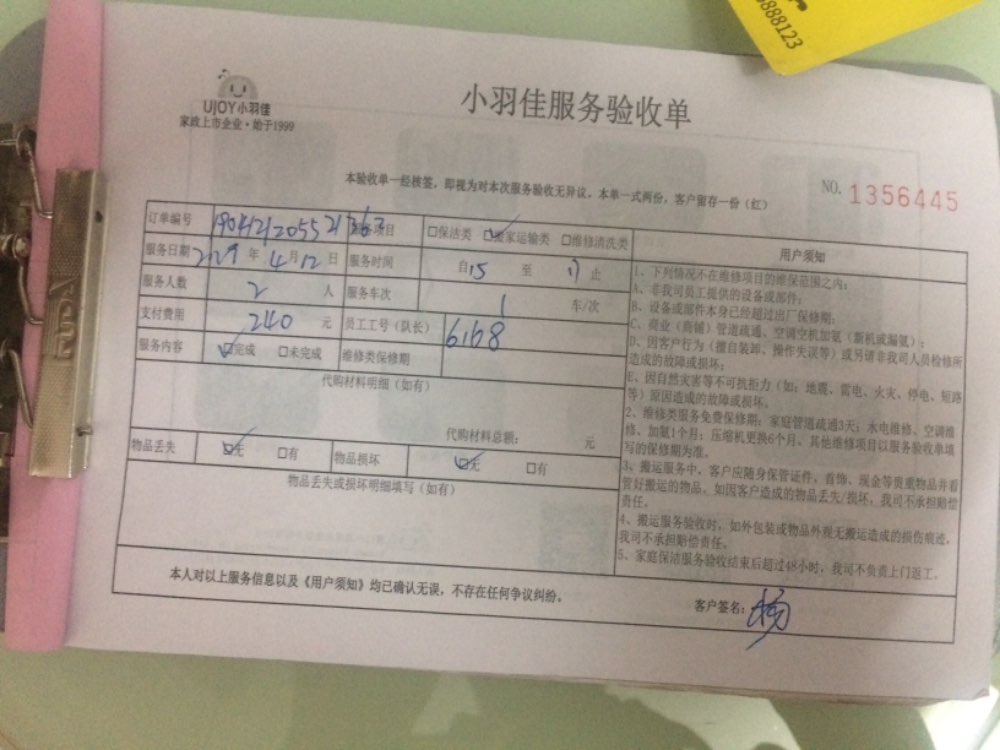 8888123
UJOY小羽佳
家政上市企业·始于1999
小羽佳服务验收单
本验收单一经核签，即视为对本次服务验收无异议，本单一式两份，客户留存一份（红）
NO. 1356445
订单编号 190412120552136 项目 □保洁类 ☑搬家运输类 □维修清洗类
服务日期 年 4 月 12 日 服务时间 自 15 至 17 止
服务人数 2 人 服务车次 1 车/次
支付费用 240 元 员工工号（队长） 6168
服务内容 ☑完成 □未完成 维修类保修期
代购材料明细（如有）
代购材料总额： 元
物品丢失 ☑无 □有 物品损坏 ☑无 □有
物品丢失或损坏明细填写（如有）
用户须知
1、下列情况不在维修项目的维保范围之内：
A、非我司员工提供的设备或部件；
B、设备或部件本身已经超过出厂保修期；
C、商业（商铺）管道疏通、空调空机加氨（新机或漏氨）；
D、因客户行为（擅自装卸、操作失误等）或另请非我司人员检修所
造成的故障或损坏；
E、因自然灾害等不可抗拒力（如：地震、雷电、火灾、停电、短路
等）原因造成的故障或损坏。
2、维修类服务免费保修期：家庭管道疏通3天；水电维修、空调维
修、加氨1个月；压缩机更换6个月。其他维修项目以服务验收单填
写的保修期为准。
3、搬运服务中，客户应随身保管证件、首饰、现金等贵重物品并看
管好搬运的物品。如因客户造成的物品丢失/损坏，我司不承担赔偿
责任。
4、搬运服务验收时，如外包装或物品外观无搬运造成的损伤痕迹，
我司不承担赔偿责任。
5、家庭保洁服务验收结束后超过48小时，我司不负责上门返工。
本人对以上服务信息以及《用户须知》均已确认无误，不存在任何争议纠纷。
客户签名：杨